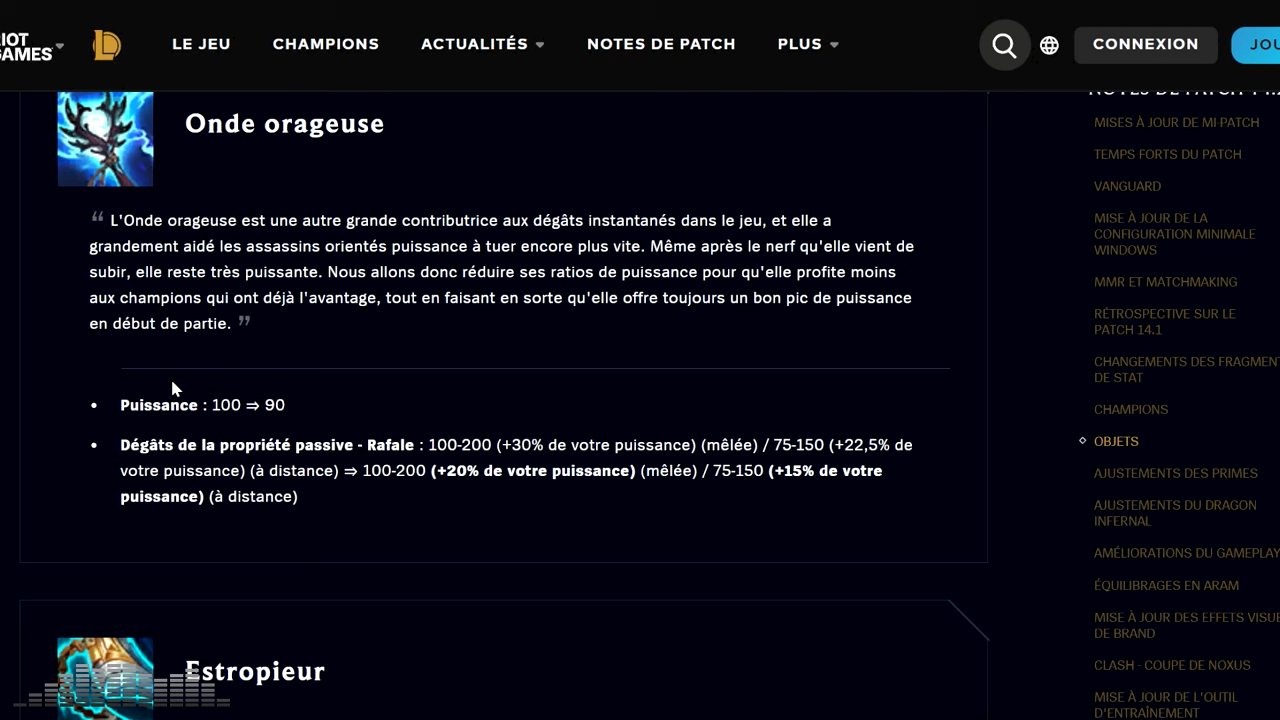 RIOT
GAMES
LE JEU
CHAMPIONS
ACTUALITÉS
NOTES DE PATCH
PLUS
CONNEXION
JOU
Onde orageuse
“ L'Onde orageuse est une autre grande contributrice aux dégâts instantanés dans le jeu, et elle a
grandement aidé les assassins orientés puissance à tuer encore plus vite. Même après le nerf qu'elle vient de
subir, elle reste très puissante. Nous allons donc réduire ses ratios de puissance pour qu'elle profite moins
aux champions qui ont déjà l'avantage, tout en faisant en sorte qu'elle offre toujours un bon pic de puissance
en début de partie. ”
• Puissance : 100 ⇒ 90
• Dégâts de la propriété passive - Rafale : 100-200 (+30% de votre puissance) (mêlée) / 75-150 (+22,5% de
votre puissance) (à distance) ⇒ 100-200 (+20% de votre puissance) (mêlée) / 75-150 (+15% de votre
puissance) (à distance)
Estropieur
MISES À JOUR DE MI-PATCH
TEMPS FORTS DU PATCH
VANGUARD
MISE À JOUR DE LA
CONFIGURATION MINIMALE
WINDOWS
MMR ET MATCHMAKING
RÉTROSPECTIVE SUR LE
PATCH 14.1
CHANGEMENTS DES FRAGMENT
DE STAT
CHAMPIONS
OBJETS
AJUSTEMENTS DES PRIMES
AJUSTEMENTS DU DRAGON
INFERNAL
AMÉLIORATIONS DU GAMEPLAY
ÉQUILIBRAGES EN ARAM
MISE À JOUR DES EFFETS VISUE
DE BRAND
CLASH - COUPE DE NOXUS
MISE À JOUR DE L'OUTIL
D'ENTRAÎNEMENT